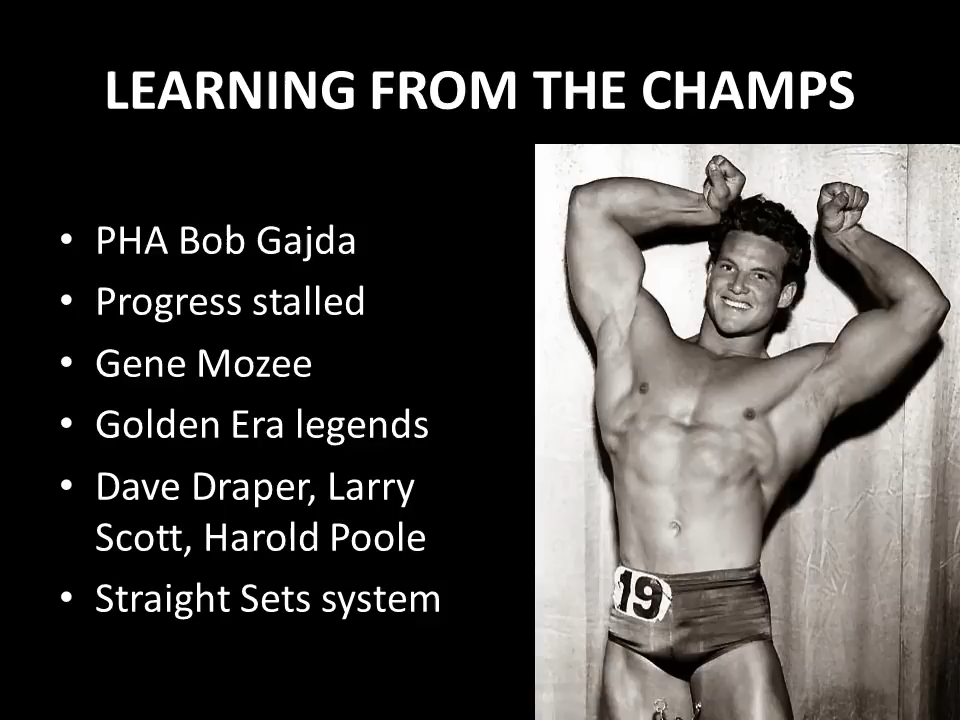 LEARNING FROM THE CHAMPS
• PHA Bob Gajda
• Progress stalled
• Gene Mozee
• Golden Era legends
• Dave Draper, Larry
Scott, Harold Poole
• Straight Sets system
19